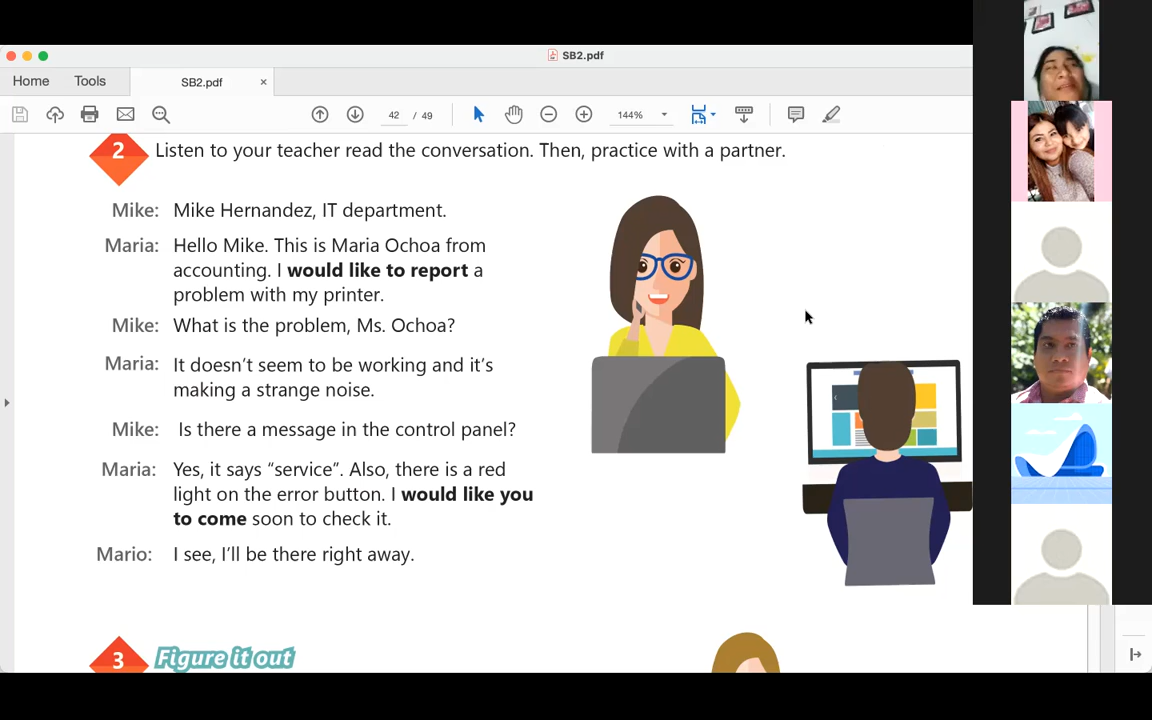 SB2.pdf
Home Tools SB2.pdf ×
42 / 49 144%
2 Listen to your teacher read the conversation. Then, practice with a partner.
Mike: Mike Hernandez, IT department.
Maria: Hello Mike. This is Maria Ochoa from
accounting. I would like to report a
problem with my printer.
Mike: What is the problem, Ms. Ochoa?
Maria: It doesn’t seem to be working and it’s
making a strange noise.
Mike: Is there a message in the control panel?
Maria: Yes, it says “service”. Also, there is a red
light on the error button. I would like you
to come soon to check it.
Mario: I see, I’ll be there right away.
3 Figure it out